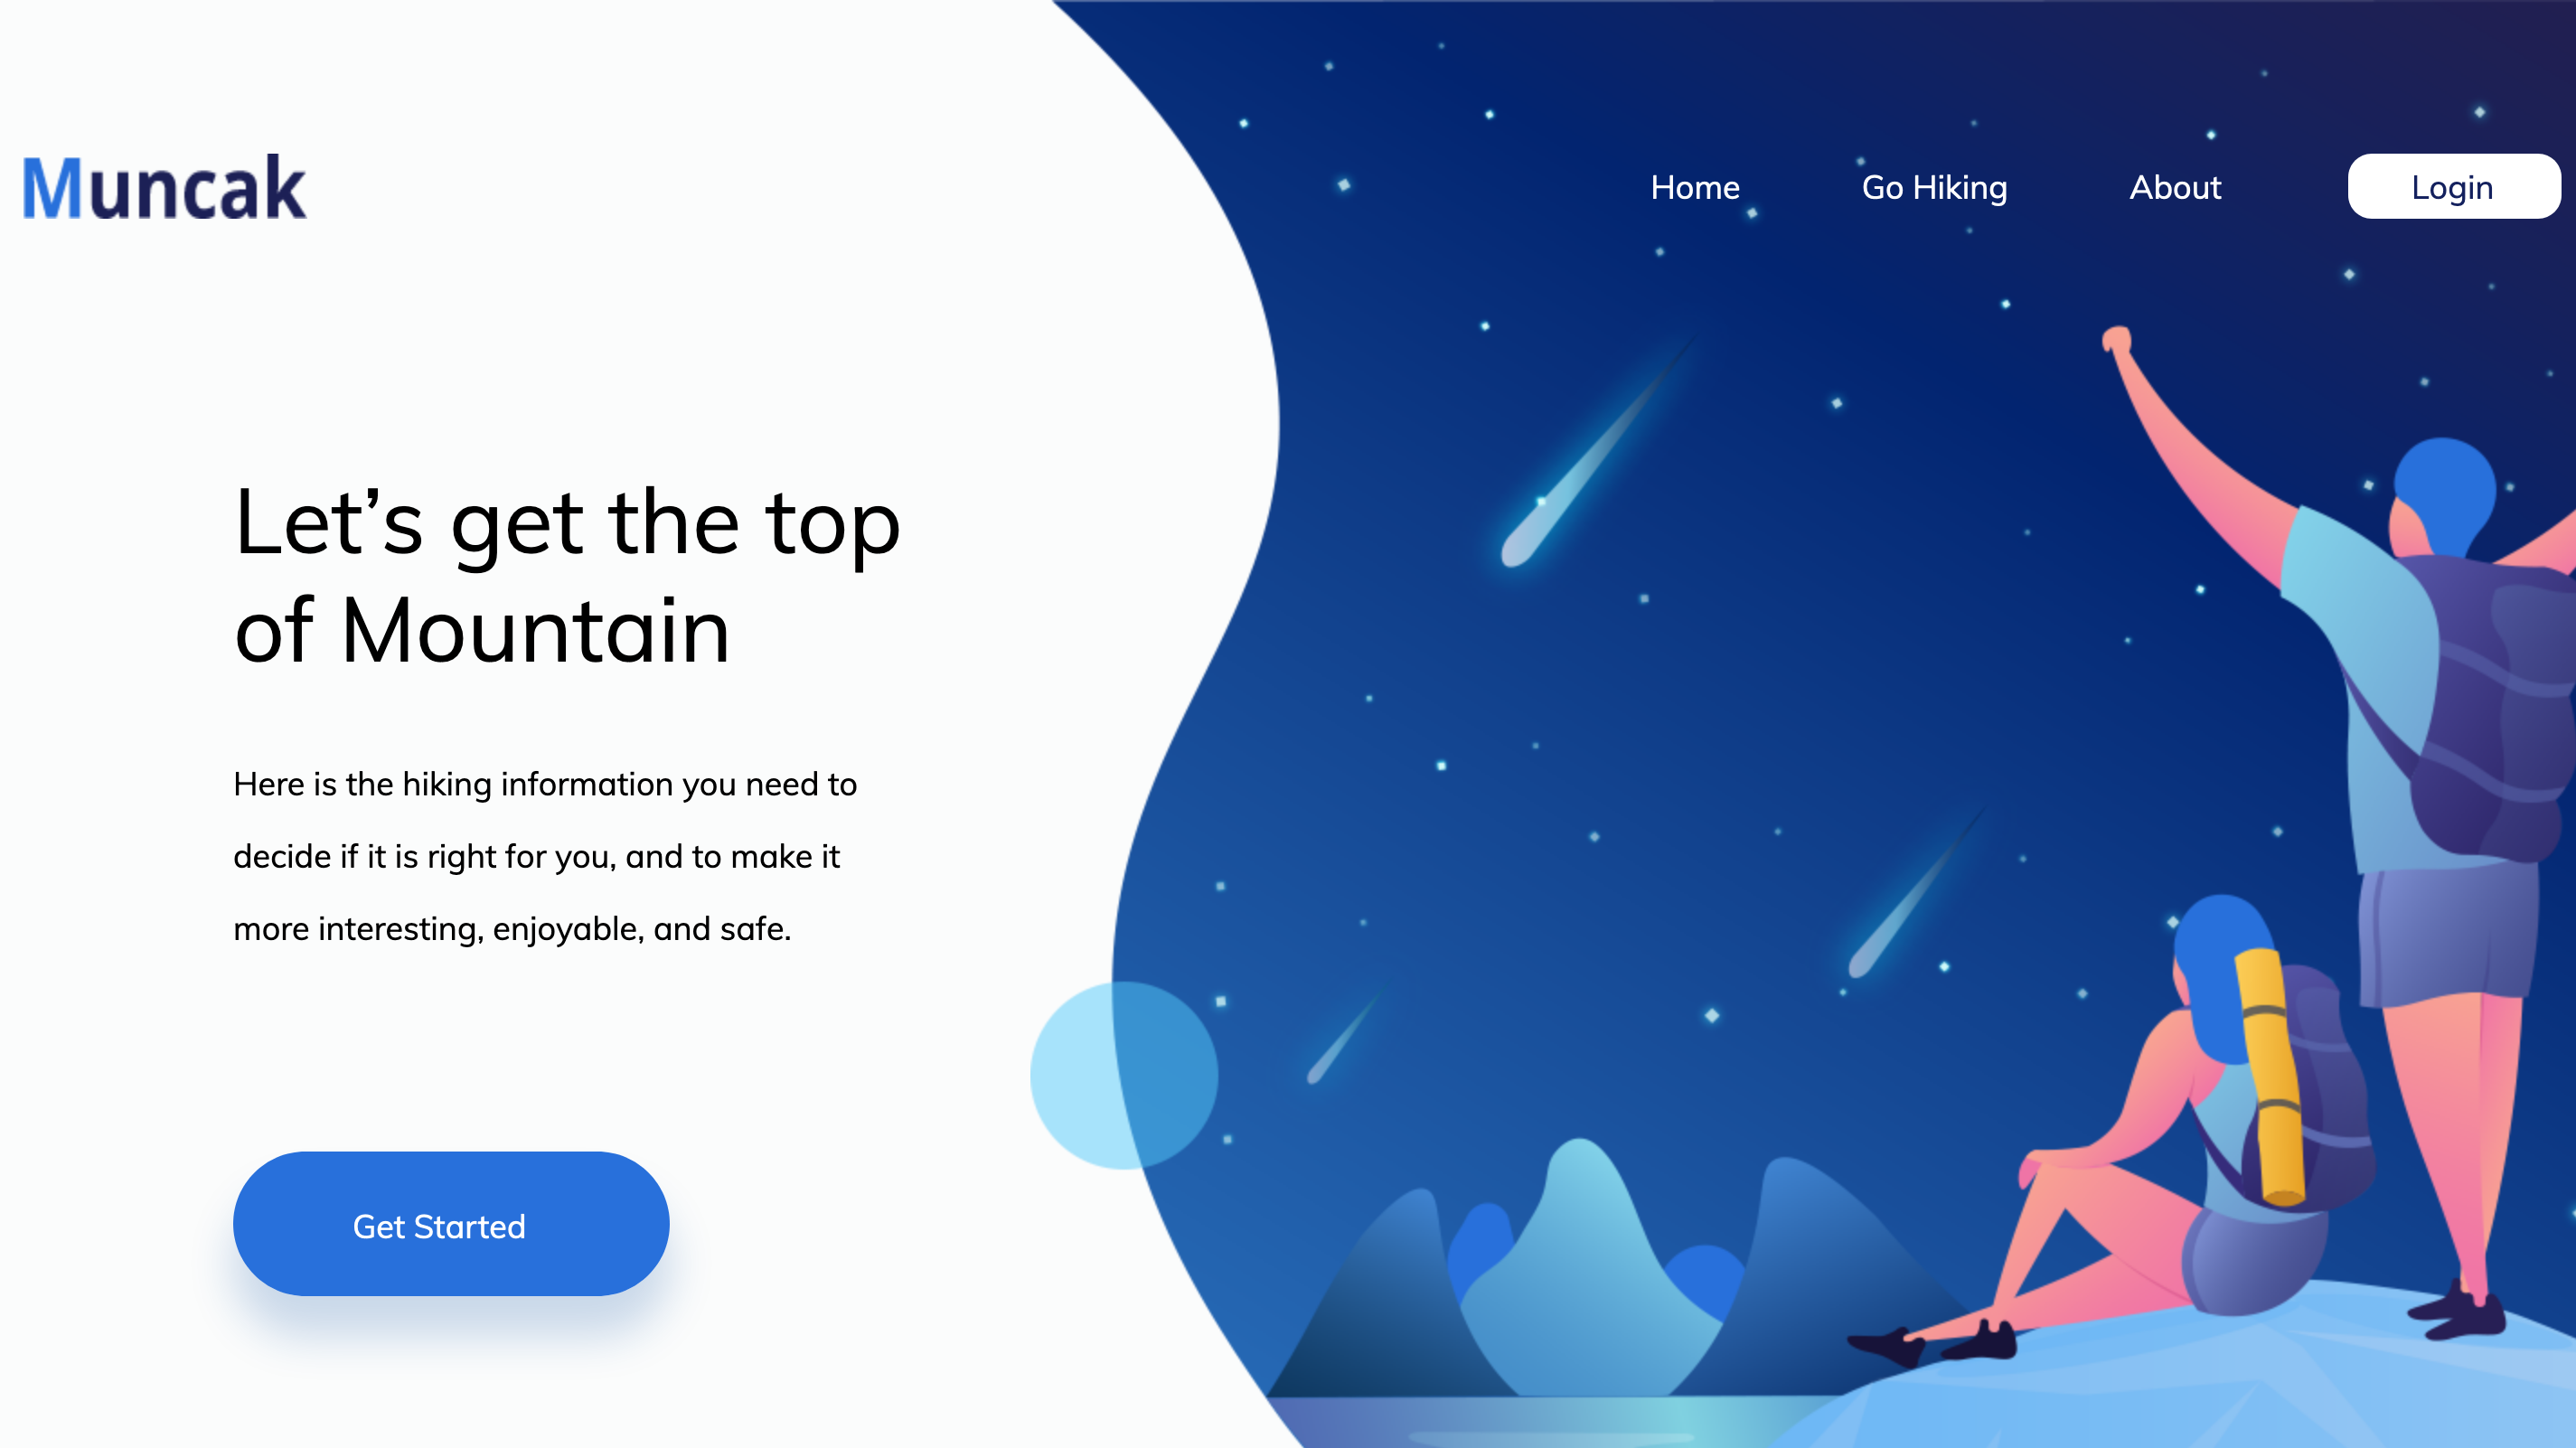 Muncak
Home
Go Hiking
About
Login
Let’s get the top
of Mountain
Here is the hiking information you need to
decide if it is right for you, and to make it
more interesting, enjoyable, and safe.
Get Started